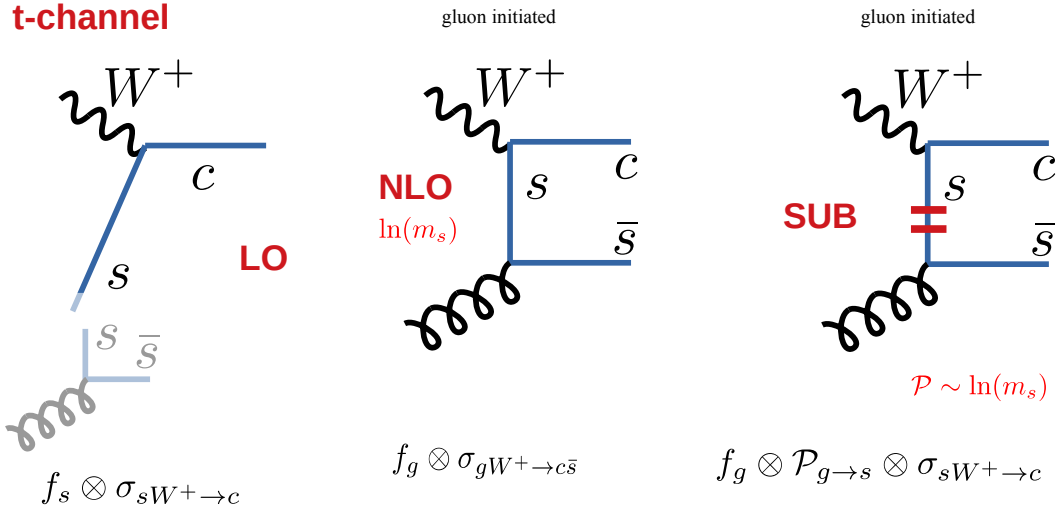 t-channel
W⁺
c
s
LO
s
s̄
f_s ⊗ σ_{sW⁺→c}
gluon initiated
W⁺
c
s
NLO
ln(m_s)
s̄
f_g ⊗ σ_{gW⁺→cs̄}
gluon initiated
W⁺
c
s
SUB
s̄
𝒫 ∼ ln(m_s)
f_g ⊗ 𝒫_{g→s} ⊗ σ_{sW⁺→c}